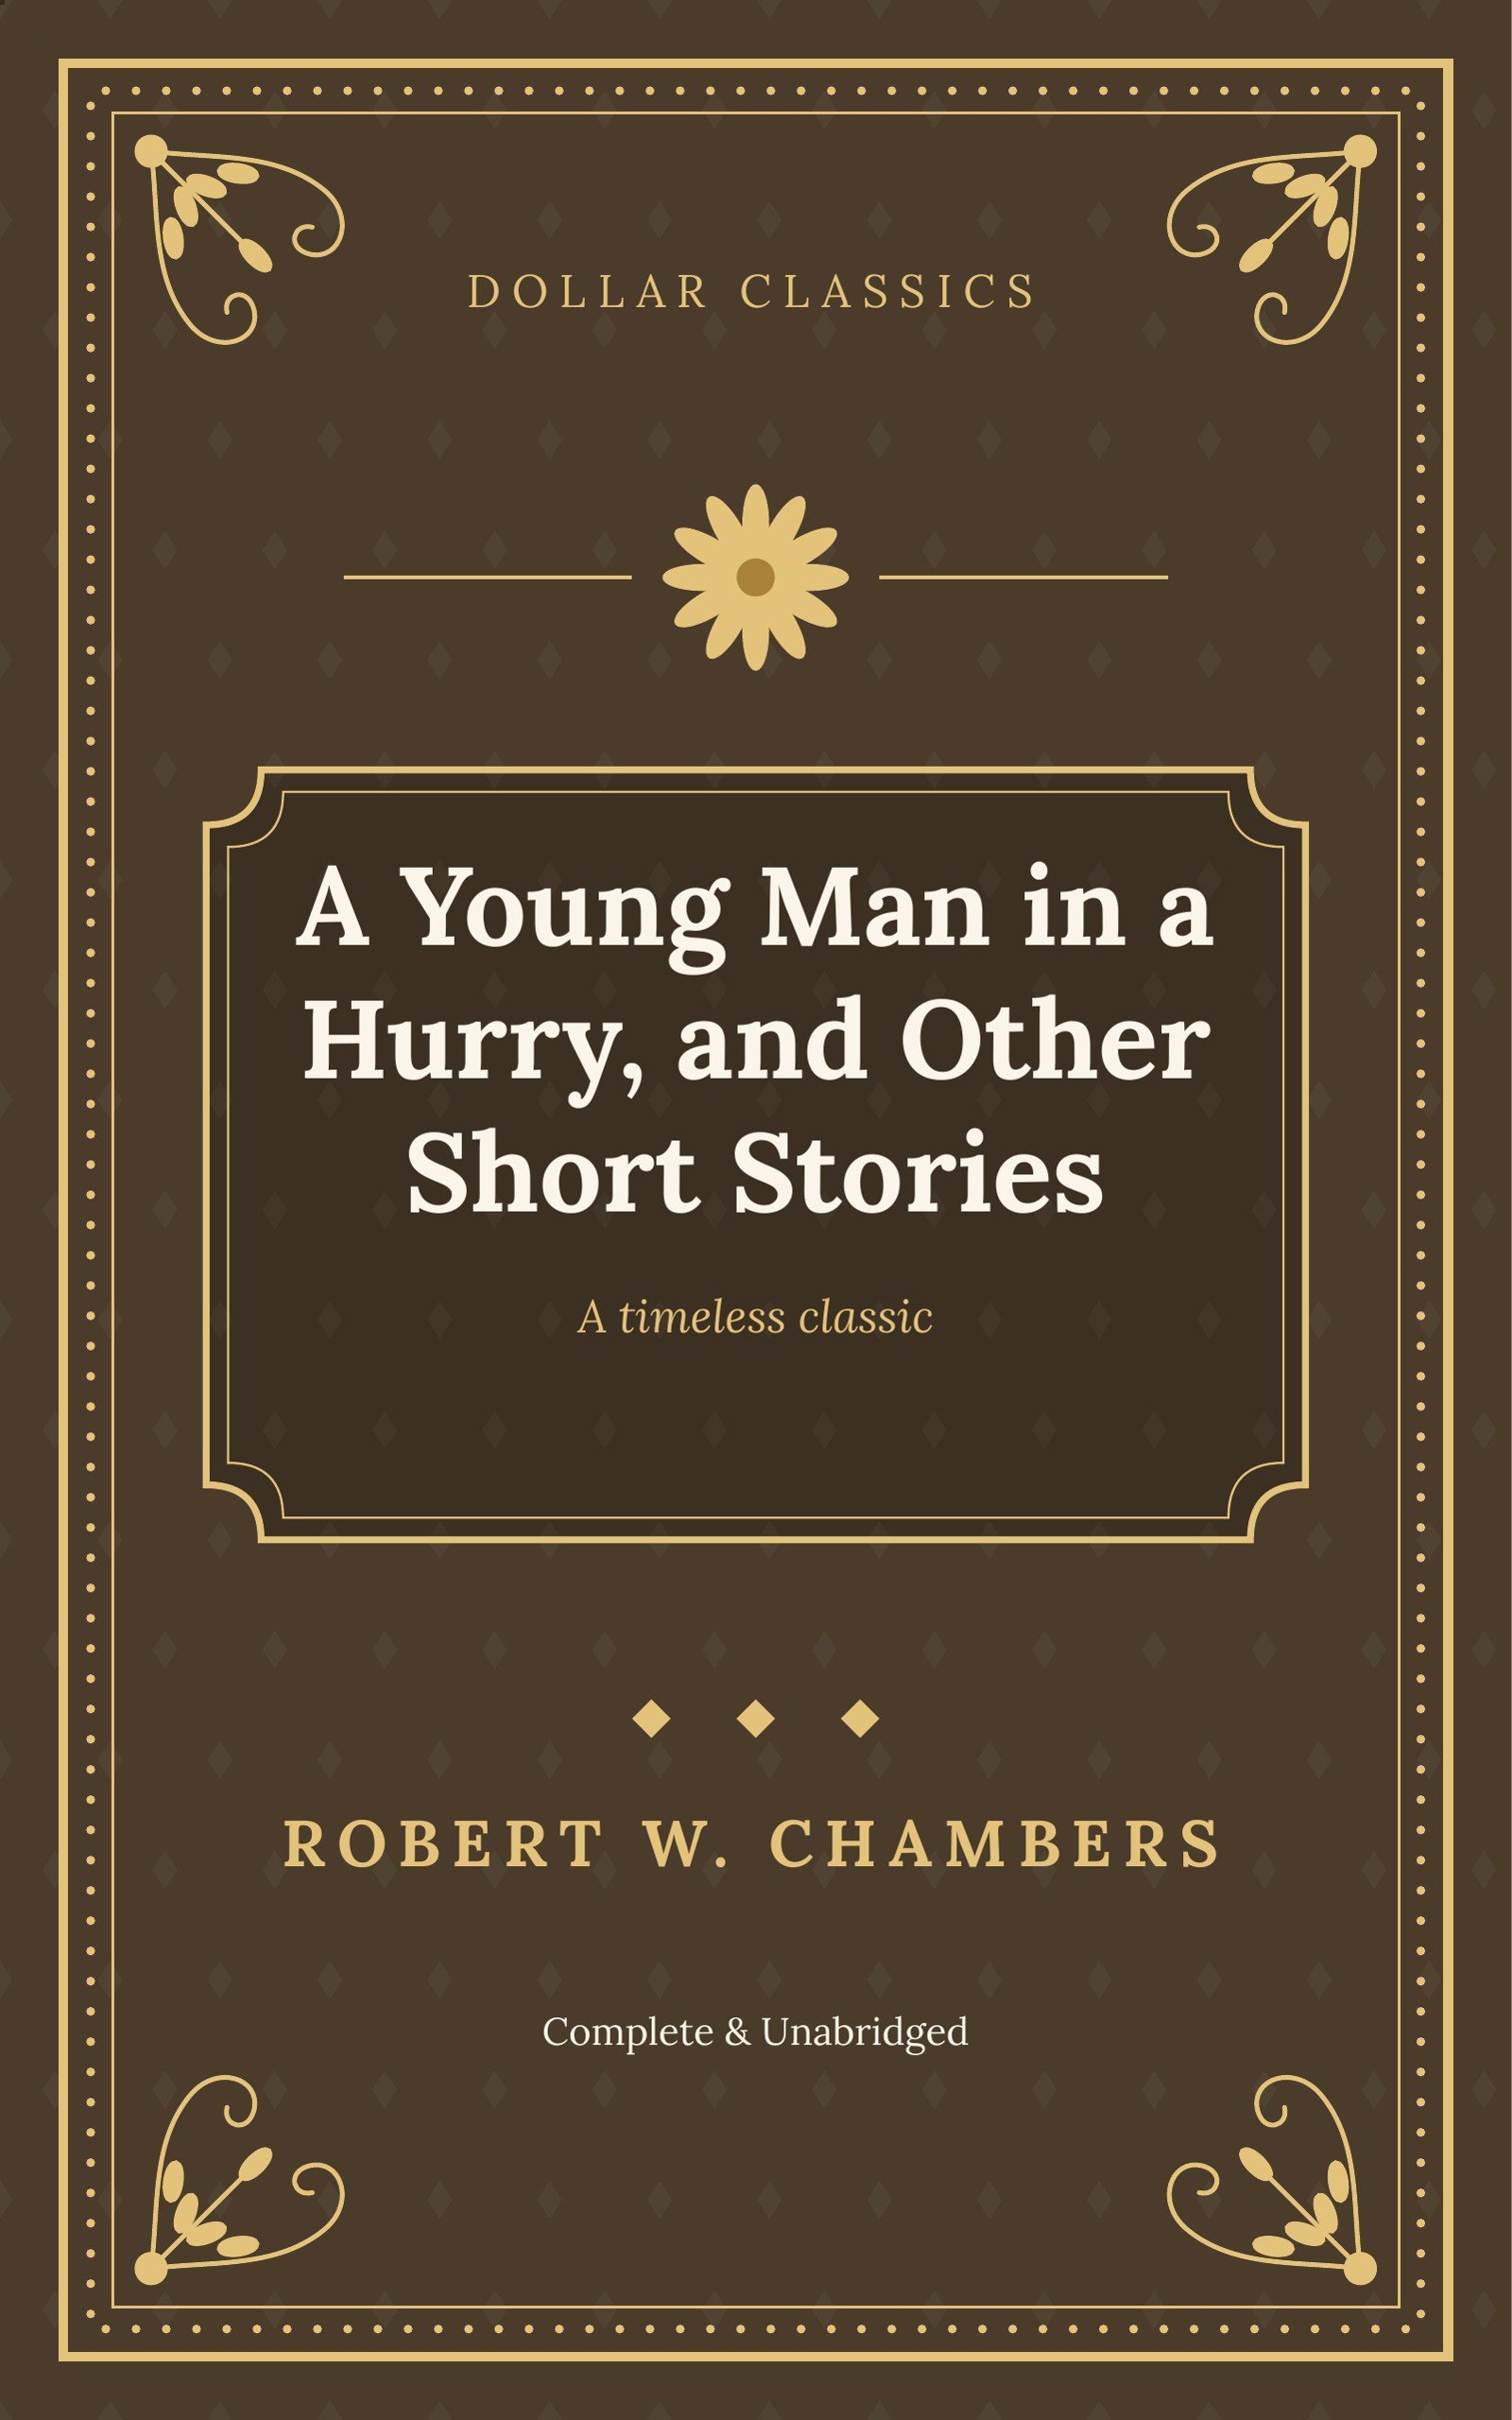 DOLLAR CLASSICS
A Young Man in a
Hurry, and Other
Short Stories
A timeless classic
ROBERT W. CHAMBERS
Complete & Unabridged